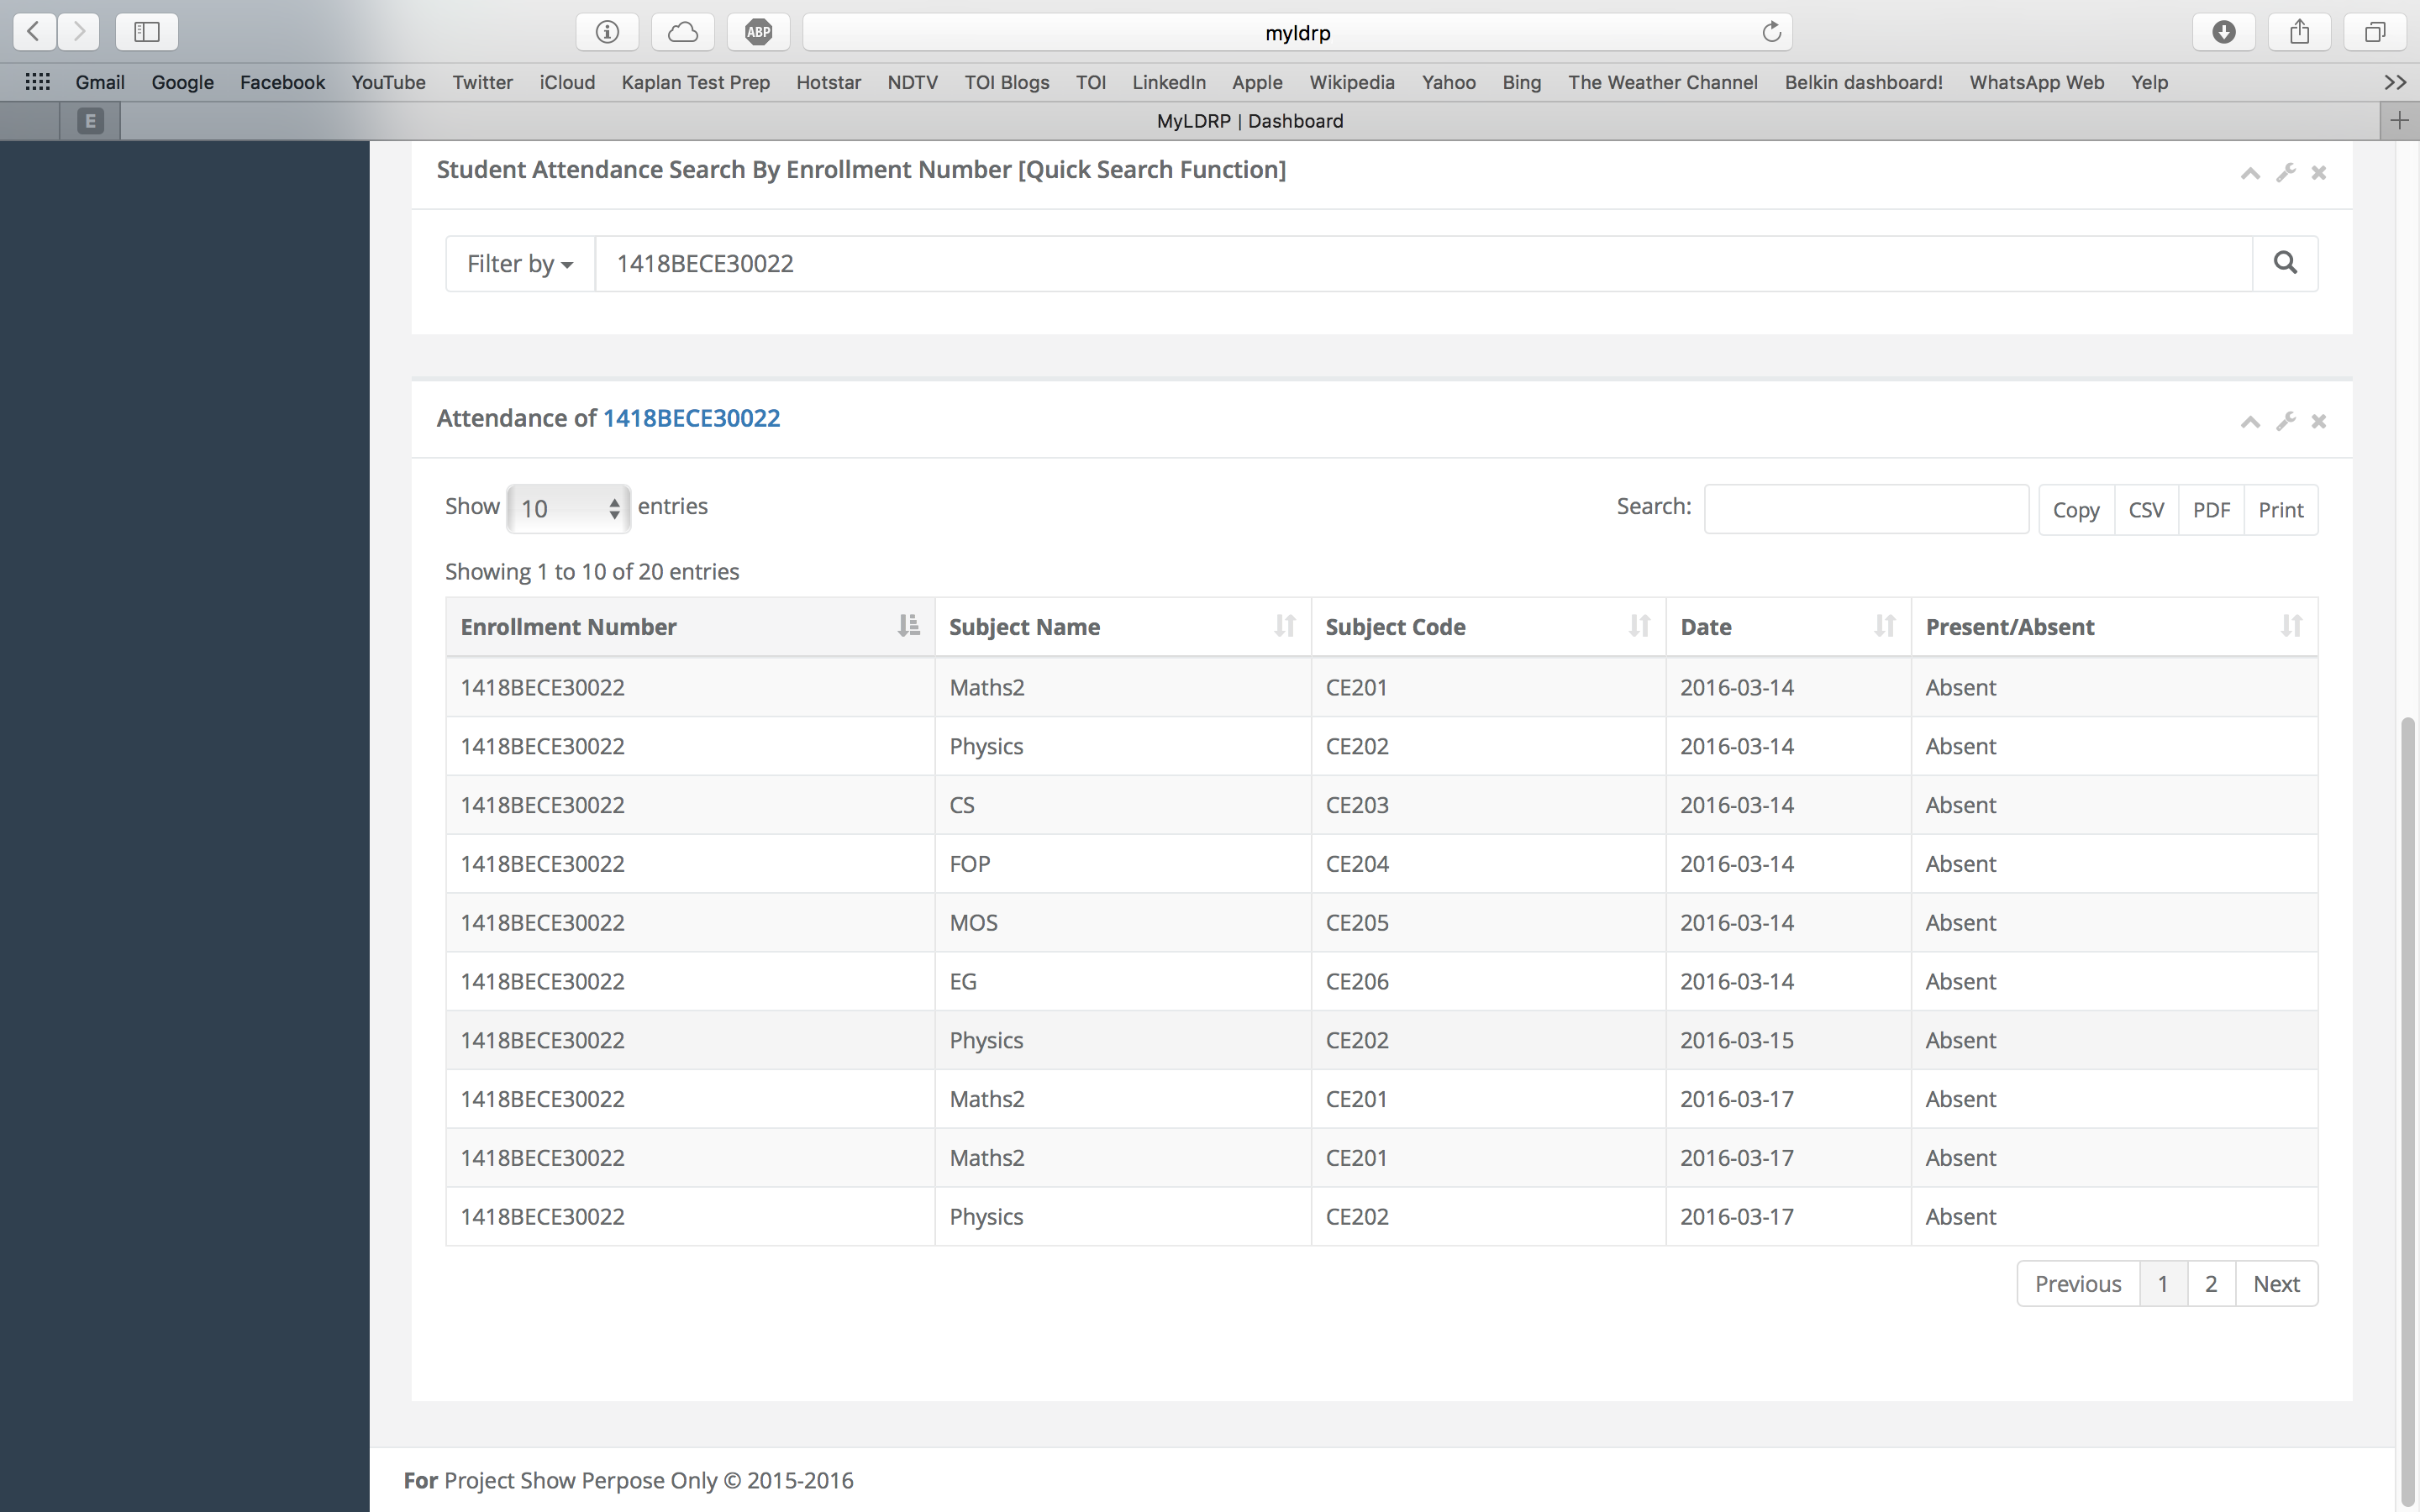 ABP
myldrp
Gmail Google Facebook YouTube Twitter iCloud Kaplan Test Prep Hotstar NDTV TOI Blogs TOI LinkedIn Apple Wikipedia Yahoo Bing The Weather Channel Belkin dashboard! WhatsApp Web Yelp >>
E MyLDRP | Dashboard
Student Attendance Search By Enrollment Number [Quick Search Function]
Filter by 1418BECE30022
Attendance of 1418BECE30022
Show 10 entries Search: Copy CSV PDF Print
Showing 1 to 10 of 20 entries
Enrollment Number Subject Name Subject Code Date Present/Absent
1418BECE30022 Maths2 CE201 2016-03-14 Absent
1418BECE30022 Physics CE202 2016-03-14 Absent
1418BECE30022 CS CE203 2016-03-14 Absent
1418BECE30022 FOP CE204 2016-03-14 Absent
1418BECE30022 MOS CE205 2016-03-14 Absent
1418BECE30022 EG CE206 2016-03-14 Absent
1418BECE30022 Physics CE202 2016-03-15 Absent
1418BECE30022 Maths2 CE201 2016-03-17 Absent
1418BECE30022 Maths2 CE201 2016-03-17 Absent
1418BECE30022 Physics CE202 2016-03-17 Absent
Previous 1 2 Next
For Project Show Perpose Only © 2015-2016